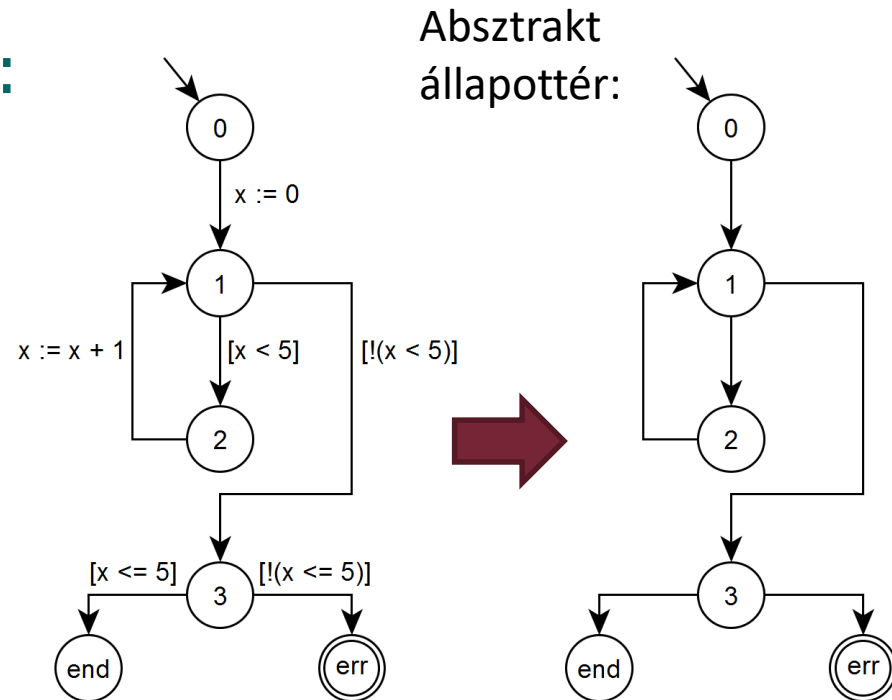 :
Absztrakt
állapottér:
0
x := 0
1
x := x + 1
[x < 5]
[!(x < 5)]
2
[x <= 5]
[!(x <= 5)]
3
end
err
0
1
2
3
end
err